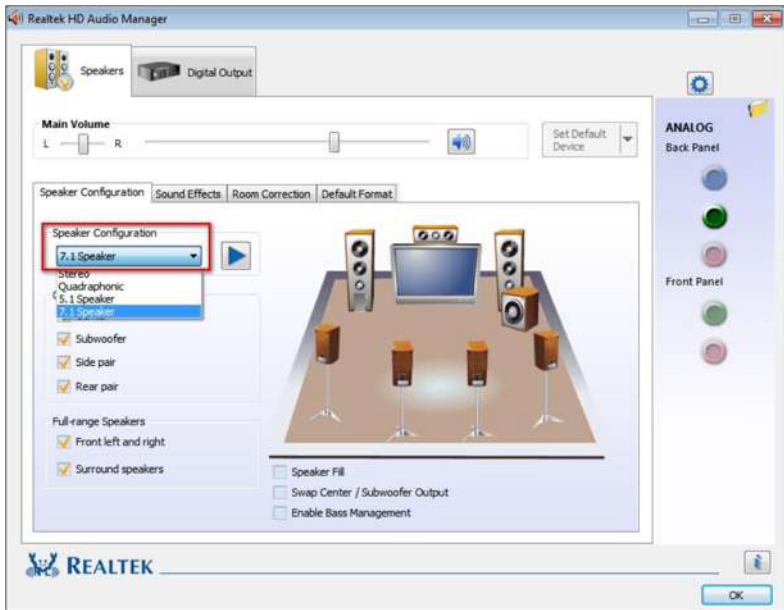 Realtek HD Audio Manager
Speakers
Digital Output
Main Volume
L
R
Set Default
Device
ANALOG
Back Panel
Speaker Configuration
Sound Effects
Room Correction
Default Format
Speaker Configuration
7.1 Speaker
Stereo
Quadraphonic
5.1 Speaker
7.1 Speaker
Subwoofer
Side pair
Rear pair
Front Panel
Full-range Speakers
Front left and right
Surround speakers
Speaker Fill
Swap Center / Subwoofer Output
Enable Bass Management
REALTEK
OK